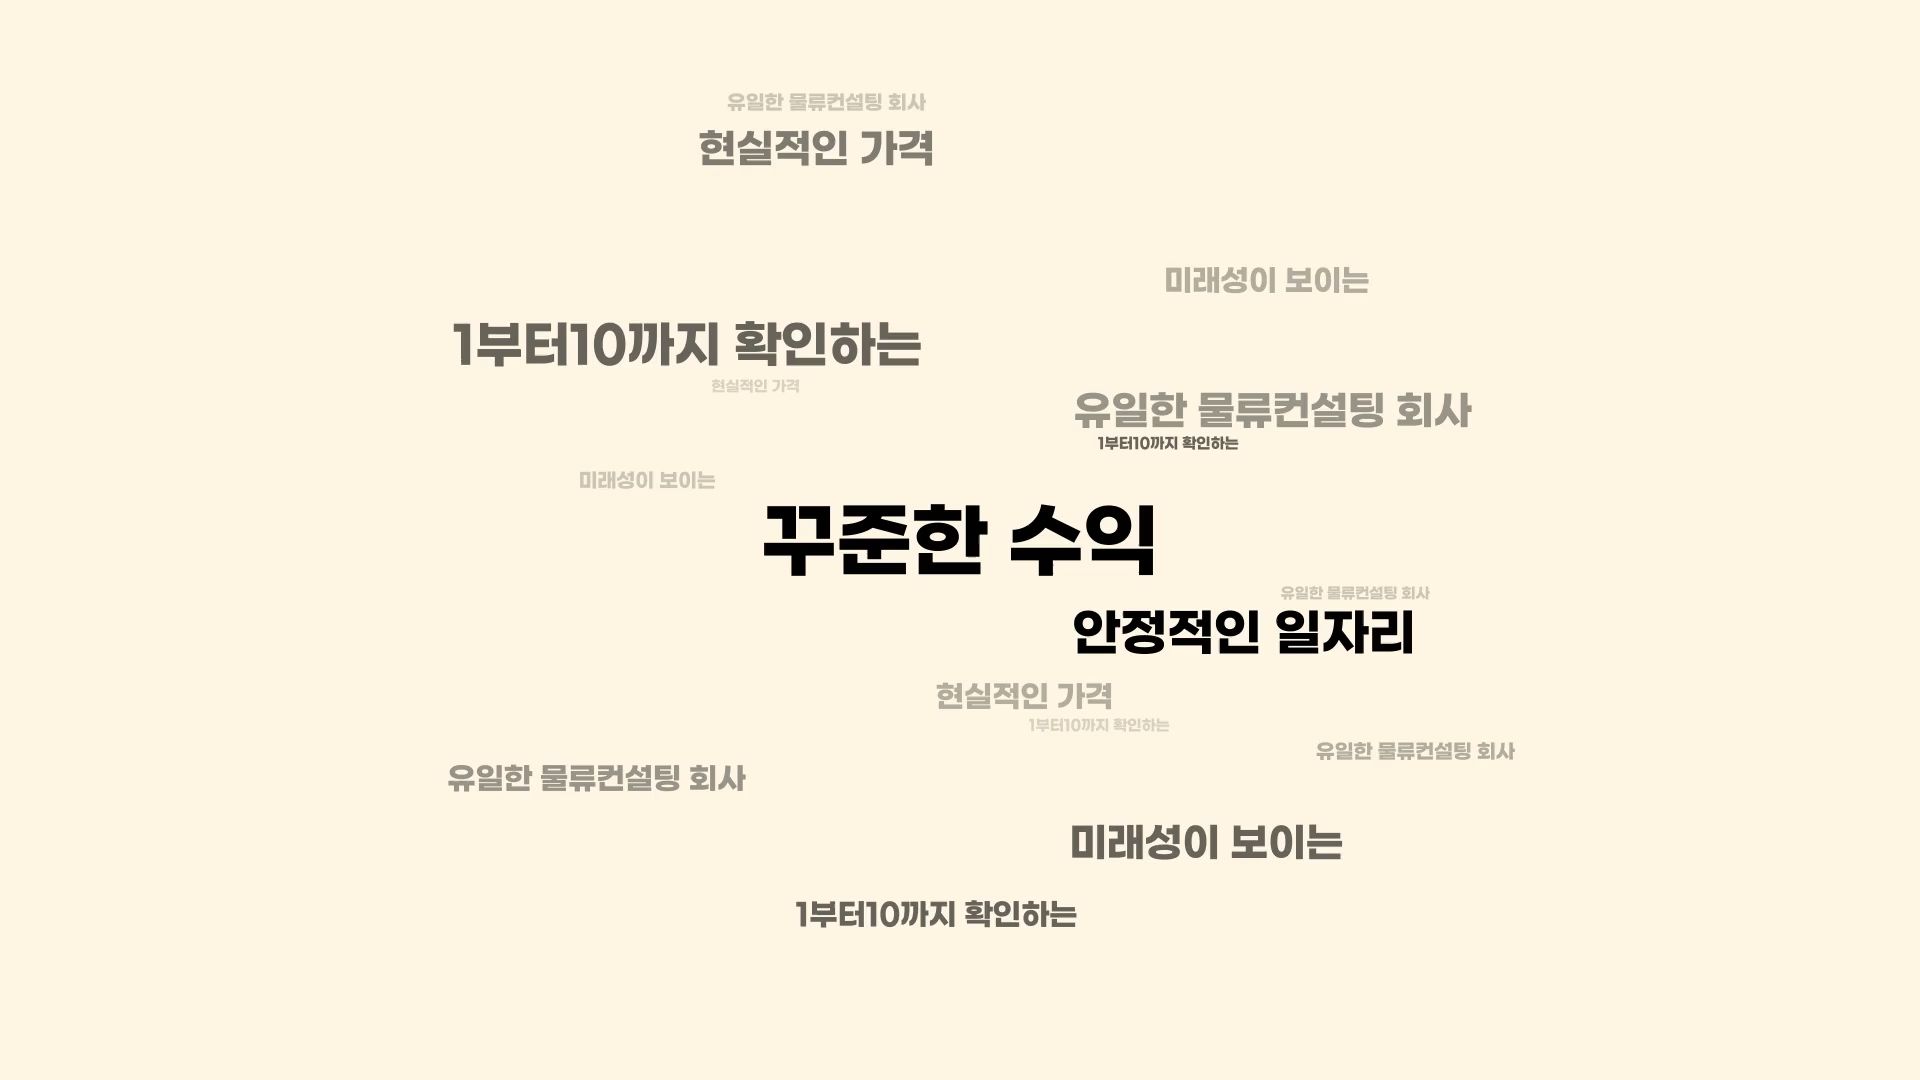 유일한 물류컨설팅 회사
현실적인 가격
미래성이 보이는
1부터10까지 확인하는
현실적인 가격
유일한 물류컨설팅 회사
1부터10까지 확인하는
미래성이 보이는
꾸준한 수익
유일한 물류컨설팅 회사
안정적인 일자리
현실적인 가격
1부터10까지 확인하는
유일한 물류컨설팅 회사
유일한 물류컨설팅 회사
미래성이 보이는
1부터10까지 확인하는